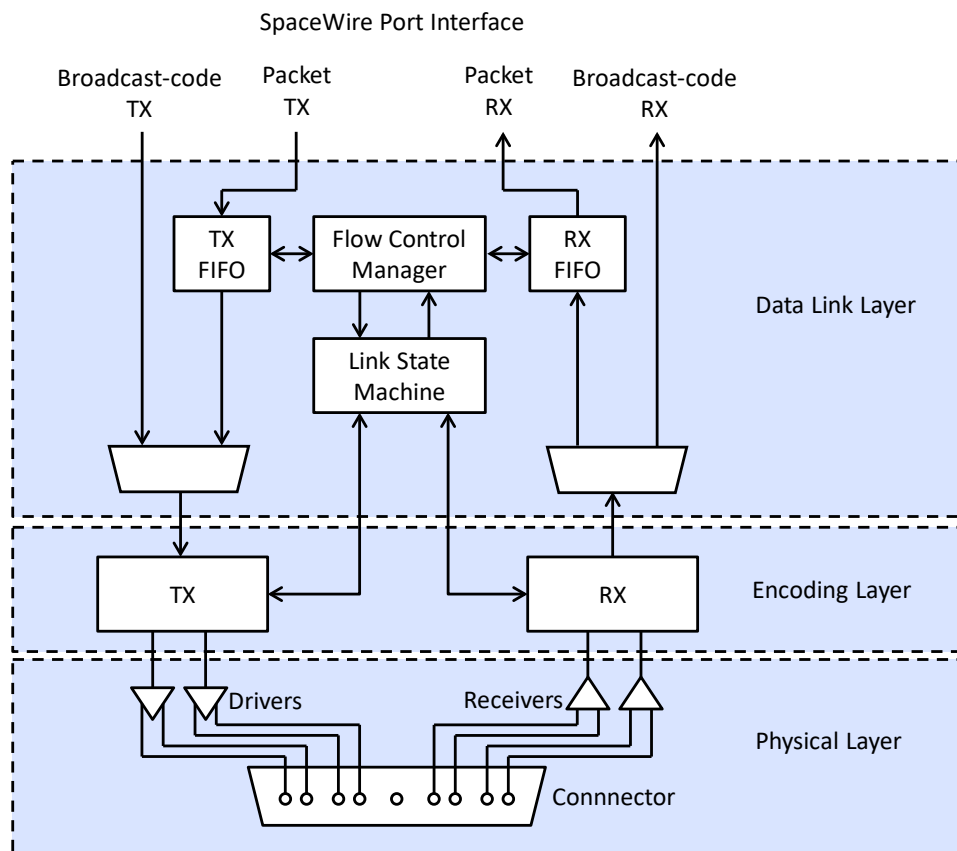 SpaceWire Port Interface
Broadcast-code
TX
Packet
TX
Packet
RX
Broadcast-code
RX
TX
FIFO
Flow Control
Manager
RX
FIFO
Data Link Layer
Link State
Machine
TX
RX
Encoding Layer
Drivers
Receivers
Physical Layer
Connnector